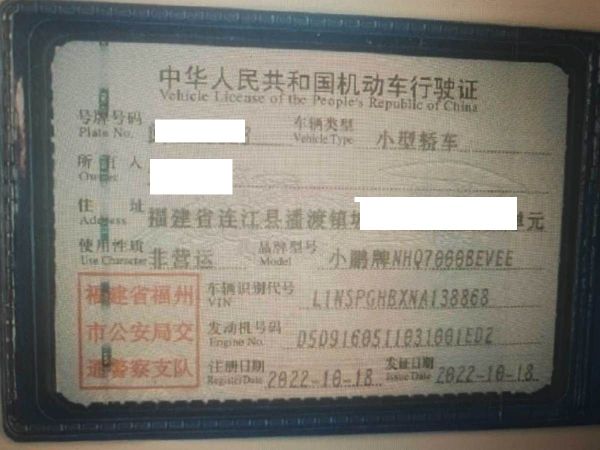 中华人民共和国机动车行驶证
Vehicle License of the People's Republic of China
号牌号码 Plate No. 车辆类型 Vehicle Type 小型轿车
所有人 Owner
住址 Address 福建省连江县潘渡镇 单元
使用性质 Use Character 非营运 品牌型号 Model 小鹏牌NHQ7000BEVEE
福建省福州
市公安局交
通警察支队
车辆识别代号 VIN L1NSPGHBXNA138868
发动机号码 Engine No. D5D9160511031001ED2
注册日期 Register Date 2022-10-18 发证日期 Issue Date 2022-10-18